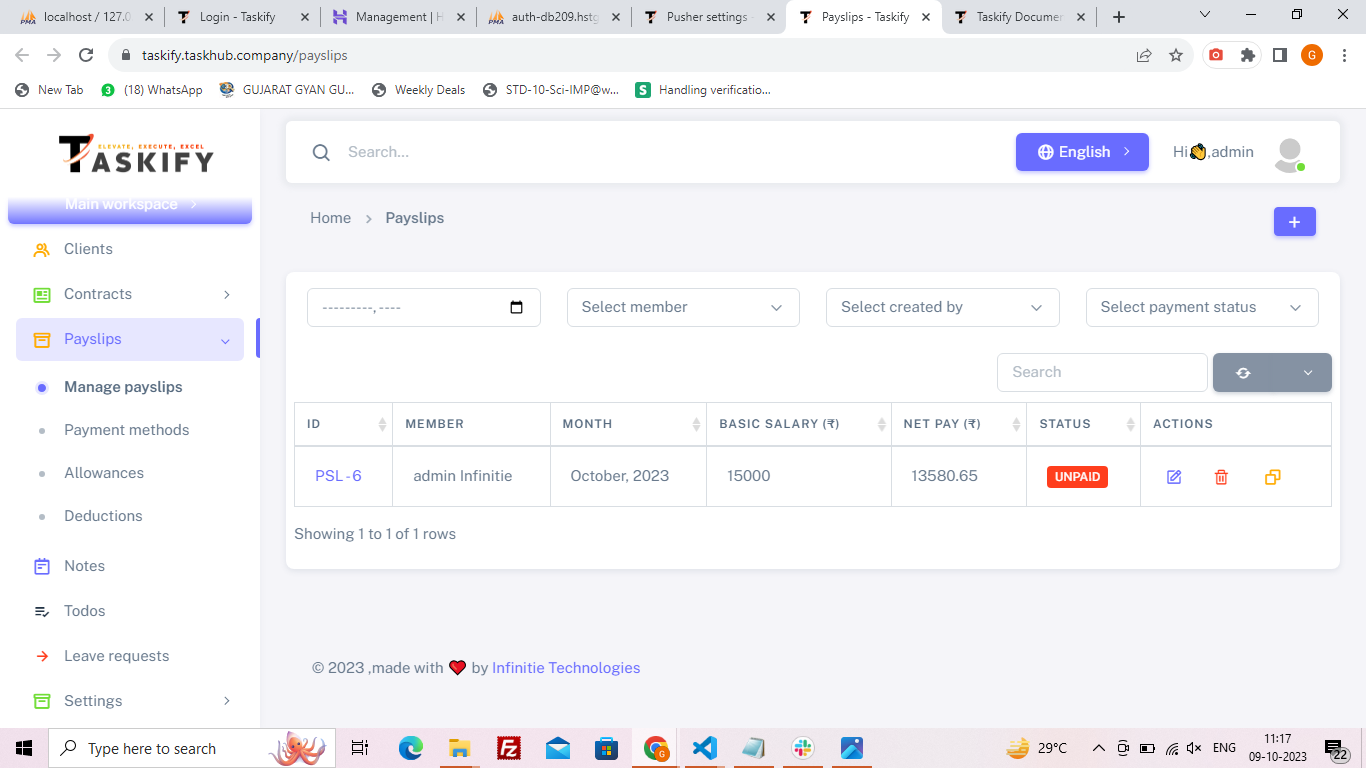 localhost / 127.0
Login - Taskify
Management | H
auth-db209.hstg
Pusher settings -
Payslips - Taskify
Taskify Documen
taskify.taskhub.company/payslips
G
New Tab
3 (18) WhatsApp
GUJARAT GYAN GU...
Weekly Deals
STD-10-Sci-IMP@w...
S Handling verificatio...
ELEVATE, EXECUTE, EXCEL
TASKIFY
Search...
English
Hi👋,admin
Main workspace
Home > Payslips
+
Clients
Contracts
Payslips
Manage payslips
Payment methods
Allowances
Deductions
Notes
Todos
Leave requests
Settings
---------, ----
Select member
Select created by
Select payment status
Search
ID MEMBER MONTH BASIC SALARY (₹) NET PAY (₹) STATUS ACTIONS
PSL-6 admin Infinitie October, 2023 15000 13580.65 UNPAID
Showing 1 to 1 of 1 rows
© 2023 ,made with ❤️ by Infinitie Technologies
Type here to search
29°C
ENG
11:17
09-10-2023
22